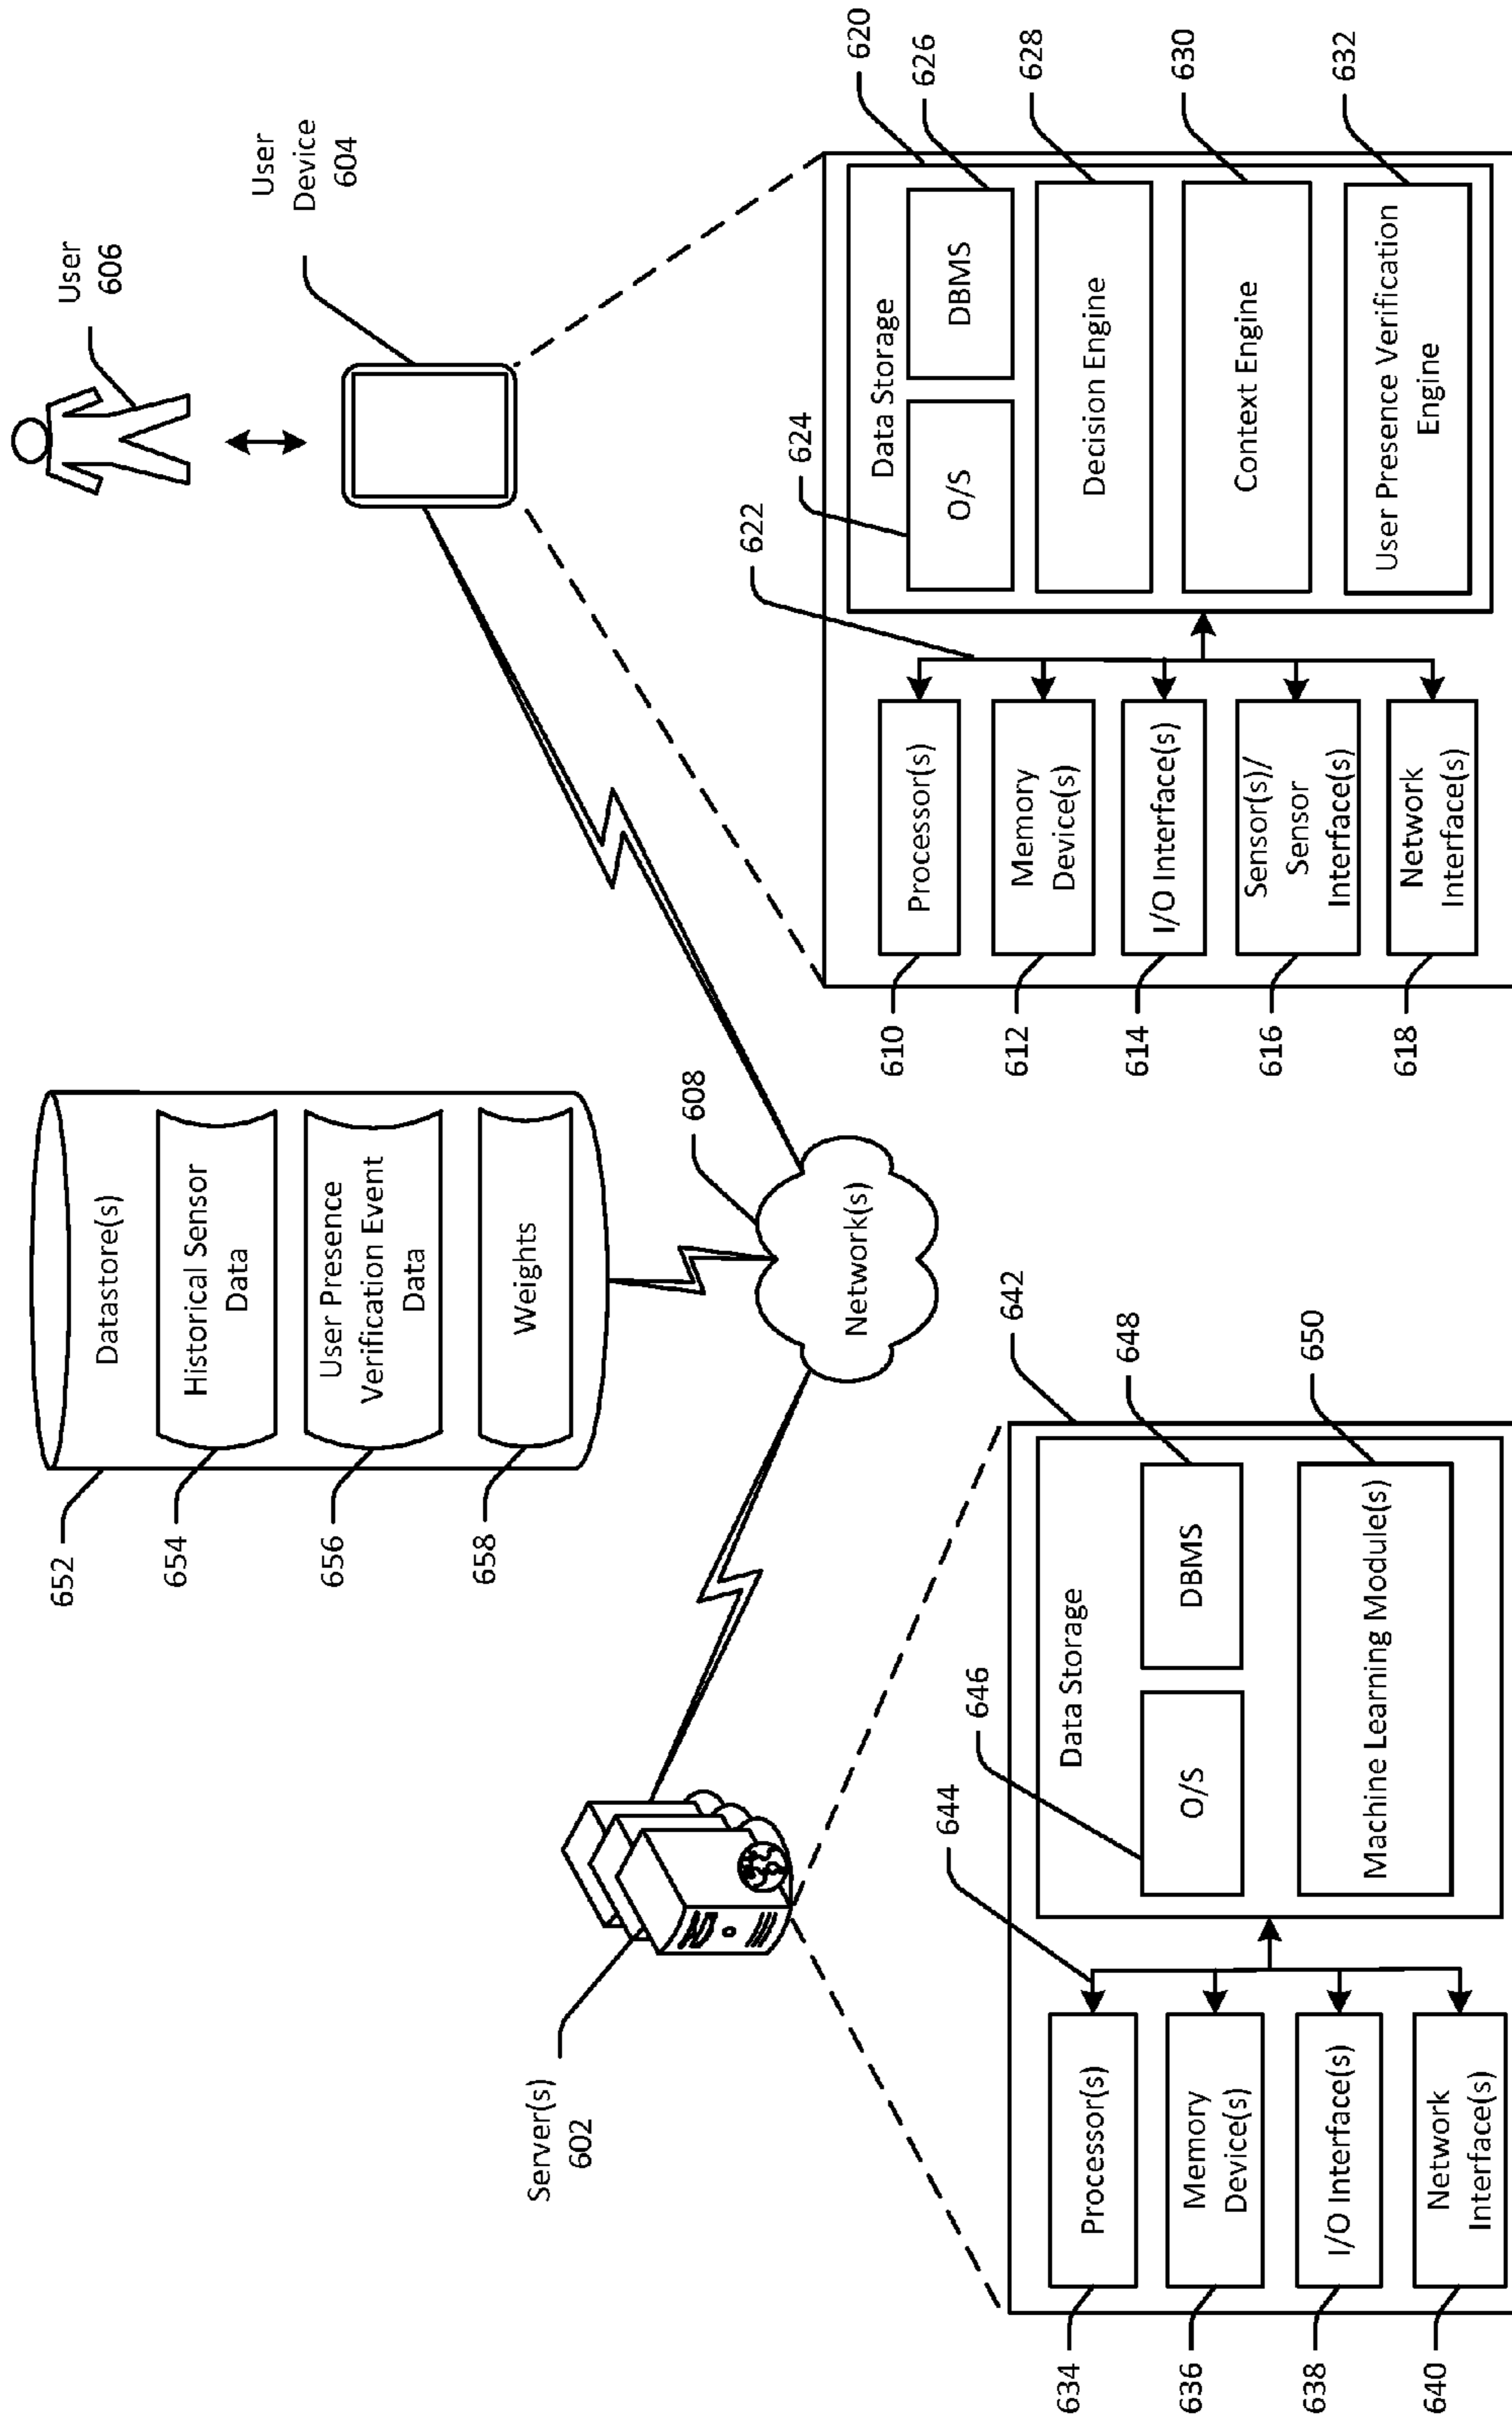 User
606
User
Device
604
652
Datastore(s)
654
Historical Sensor
Data
656
User Presence
Verification Event
Data
658
Weights
608
Network(s)
Server(s)
602
644
646
642
Data Storage
O/S
DBMS
648
Machine Learning Module(s)
650
634
Processor(s)
636
Memory
Device(s)
638
I/O Interface(s)
640
Network
Interface(s)
622
624
620
Data Storage
O/S
DBMS
626
Decision Engine
628
Context Engine
630
User Presence Verification
Engine
632
610
Processor(s)
612
Memory
Device(s)
614
I/O Interface(s)
616
Sensor(s)/
Sensor
Interface(s)
618
Network
Interface(s)